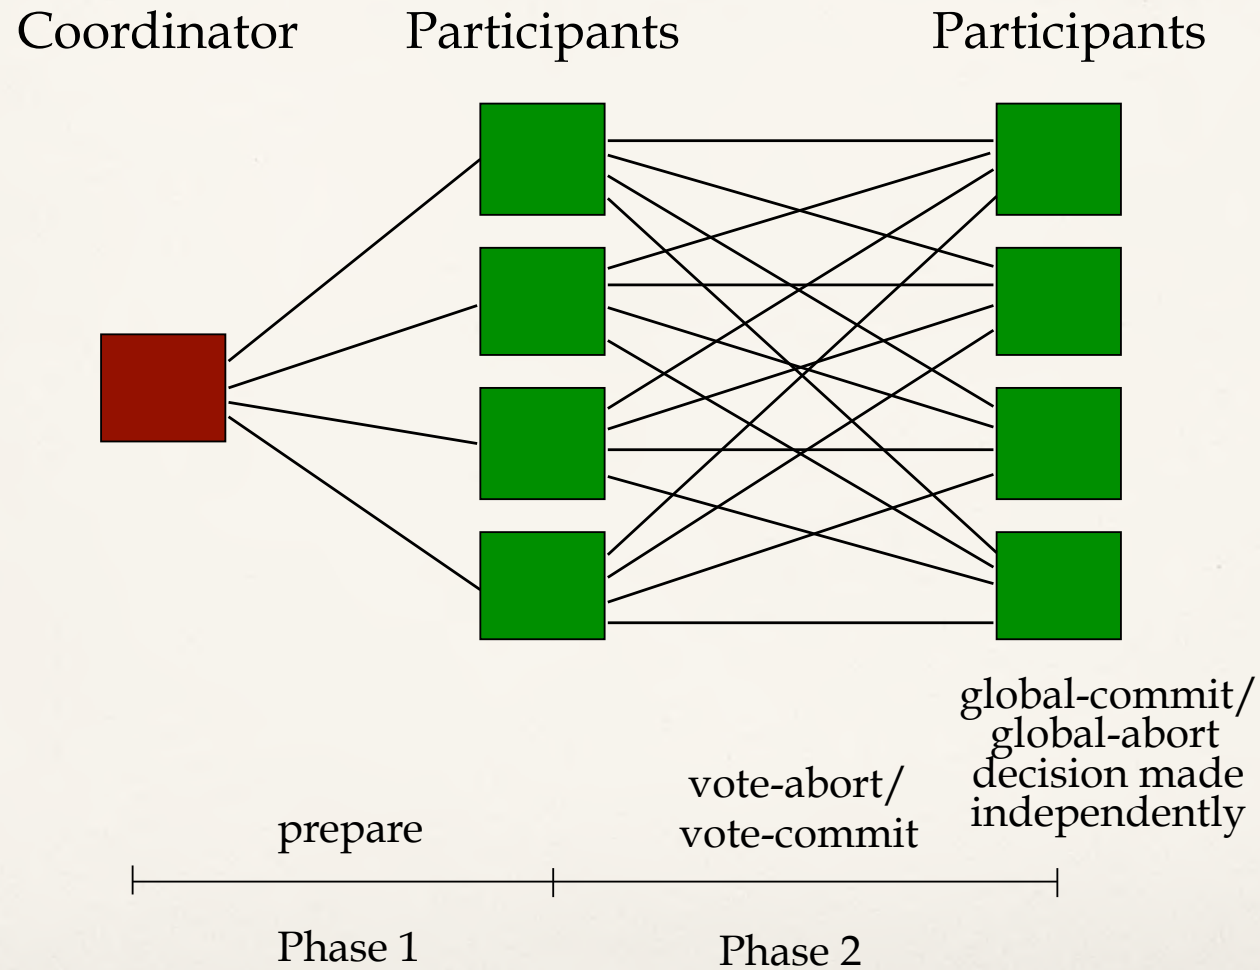 Coordinator
Participants
Participants
global-commit/
global-abort
decision made
independently
vote-abort/
vote-commit
prepare
Phase 1
Phase 2